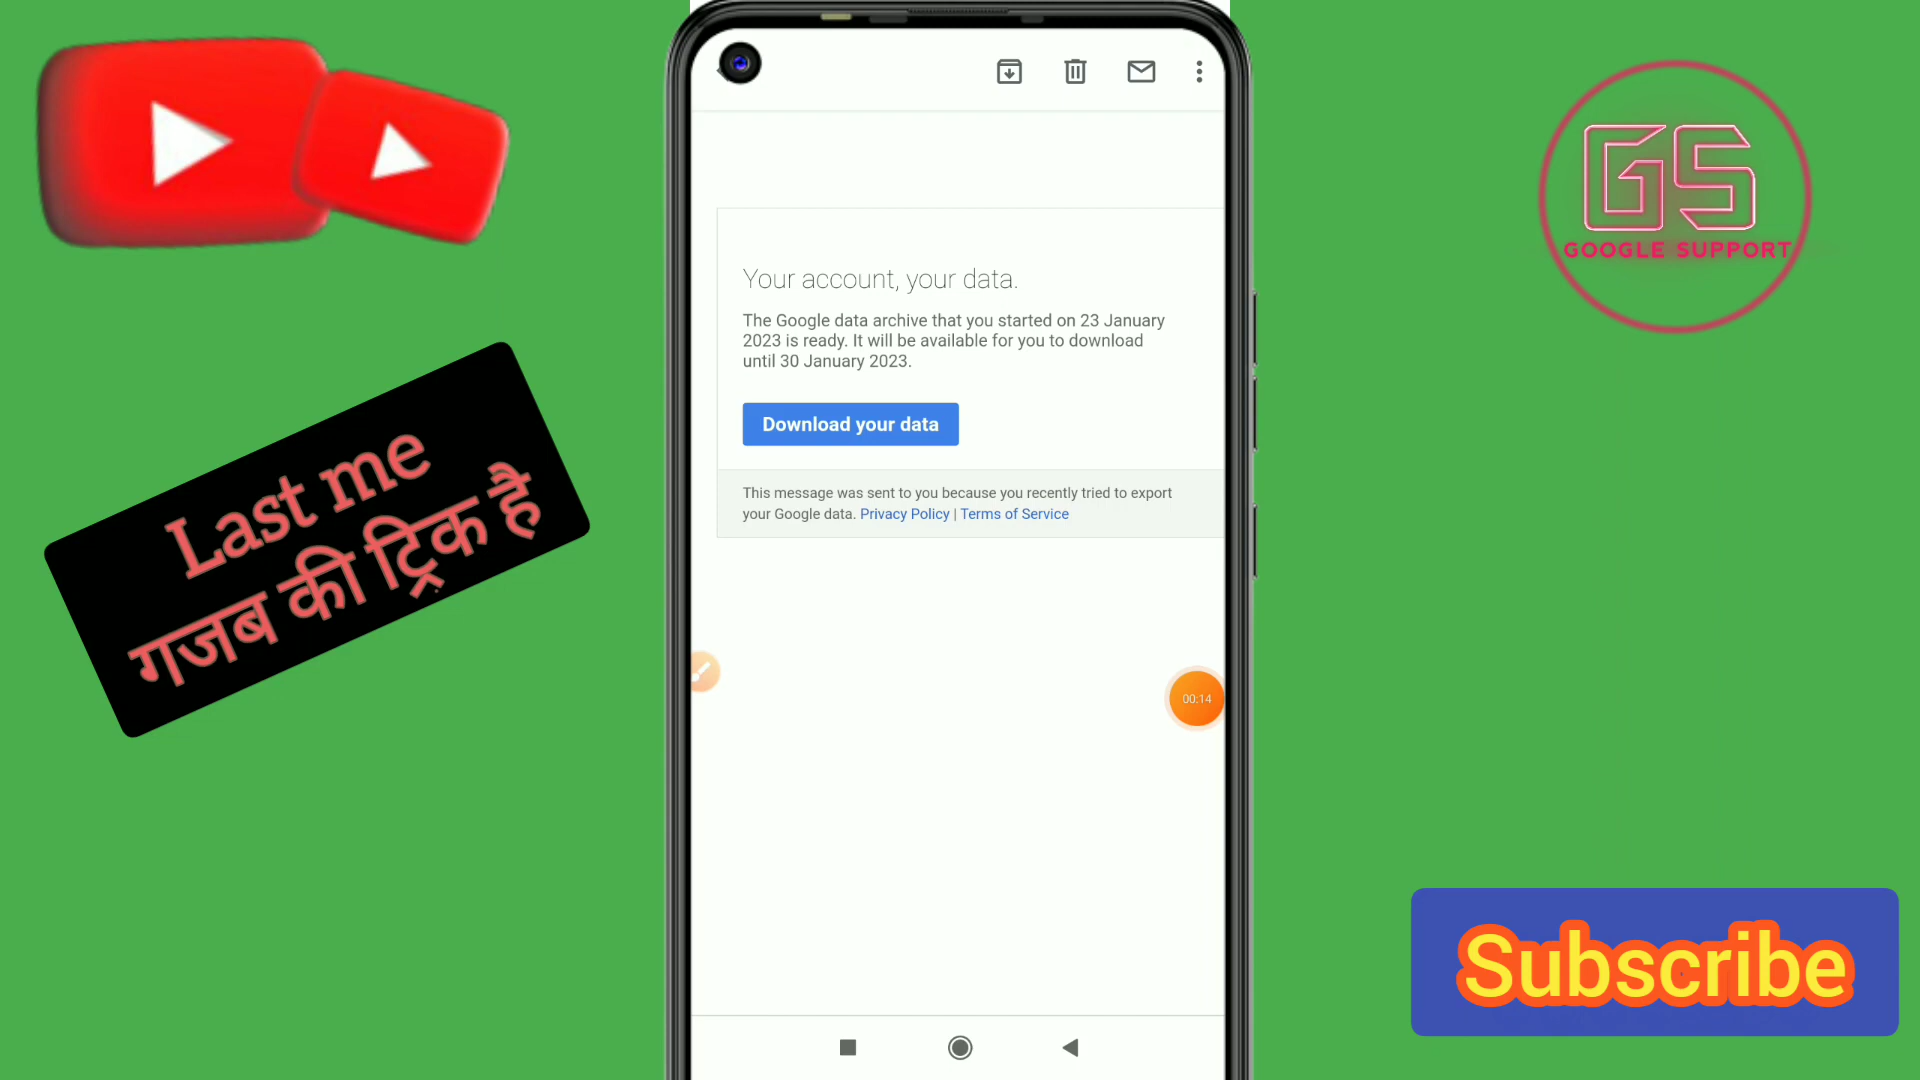 GS
GOOGLE SUPPORT
Your account, your data.
The Google data archive that you started on 23 January
2023 is ready. It will be available for you to download
until 30 January 2023.
Download your data
This message was sent to you because you recently tried to export
your Google data. Privacy Policy | Terms of Service
Last me
गजब की ट्रिक है
00:14
Subscribe